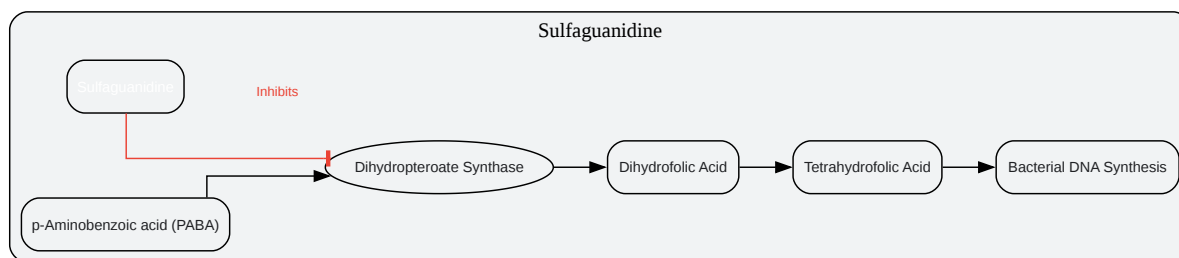 Sulfaguanidine
Sulfaguanidine
Inhibits
Dihydropteroate Synthase
Dihydrofolic Acid
Tetrahydrofolic Acid
Bacterial DNA Synthesis
p-Aminobenzoic acid (PABA)